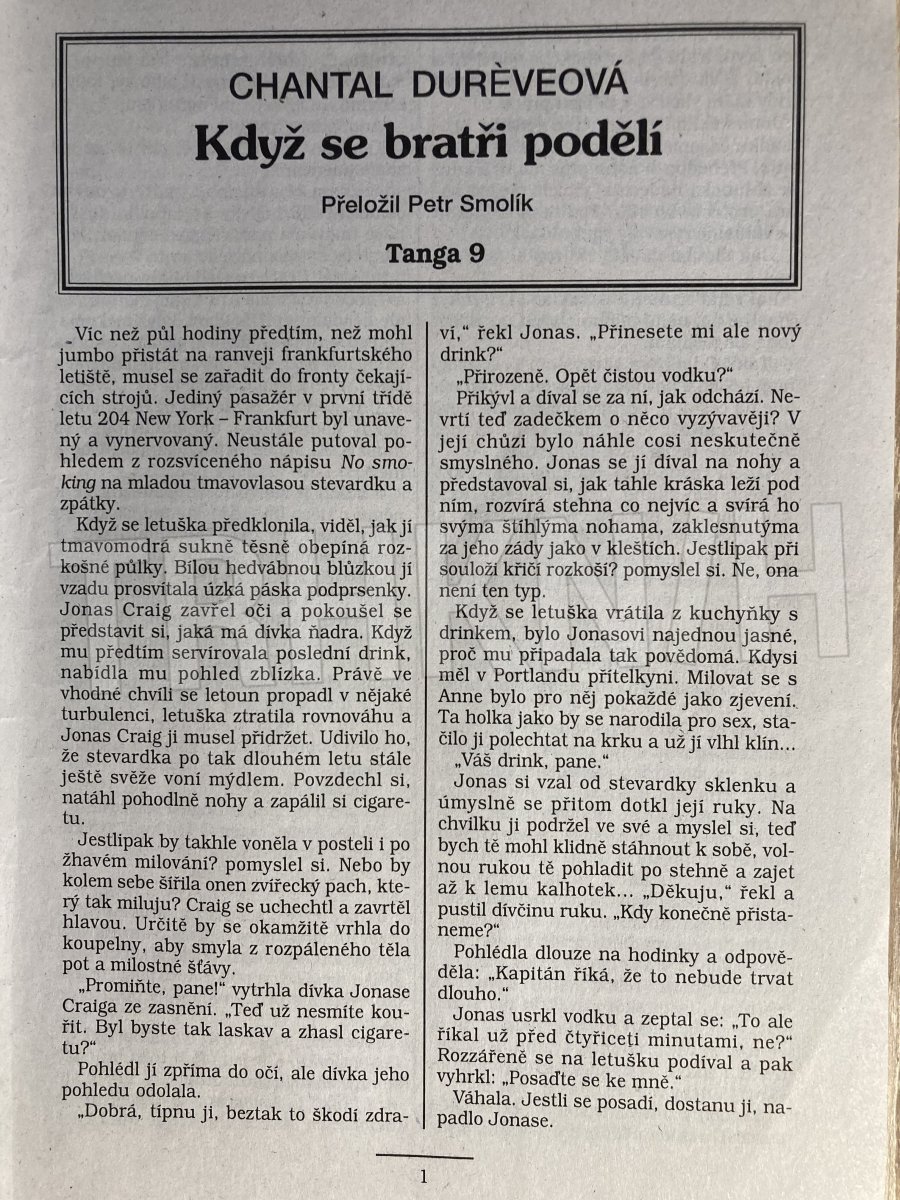 CHANTAL DURÈVEOVÁ
Když se bratři podělí
Přeložil Petr Smolík
Tanga 9
Víc než půl hodiny předtím, než mohl
jumbo přistát na ranveji frankfurtského
letiště, musel se zařadit do fronty čekají-
cích strojů. Jediný pasažér v první třídě
letu 204 New York – Frankfurt byl unave-
ný a vynervovaný. Neustále putoval po-
hledem z rozsvíceného nápisu No smo-
king na mladou tmavovlasou stevardku a
zpátky.
Když se letuška předklonila, viděl, jak jí
tmavomodrá sukně těsně obepíná roz-
košné půlky. Bílou hedvábnou blůzkou jí
vzadu prosvítala úzká páska podprsenky.
Jonas Craig zavřel oči a pokoušel se
představit si, jaká má dívka ňadra. Když
mu předtím servírovala poslední drink,
nabídla mu pohled zblízka. Právě ve
vhodné chvíli se letoun propadl v nějaké
turbulenci, letuška ztratila rovnováhu a
Jonas Craig ji musel přidržet. Udivilo ho,
že stevardka po tak dlouhém letu stále
ještě svěže voní mýdlem. Povzdechl si,
natáhl pohodlně nohy a zapálil si cigare-
tu.
Jestlipak by takhle voněla v posteli i po
žhavém milování? pomyslel si. Nebo by
kolem sebe šířila onen zvířecký pach, kte-
rý tak miluju? Craig se uchechtl a zavrtěl
hlavou. Určitě by se okamžitě vrhla do
koupelny, aby smyla z rozpáleného těla
pot a milostné šťávy.
„Promiňte, pane!“ vytrhla dívka Jonase
Craiga ze zasnění. „Teď už nesmíte kou-
řit. Byl byste tak laskav a zhasl cigare-
tu?“
Pohlédl jí zpříma do očí, ale dívka jeho
pohledu odolala.
„Dobrá, típnu ji, beztak to škodí zdra-
ví,“ řekl Jonas. „Přinesete mi ale nový
drink?“
„Přirozeně. Opět čistou vodku?“
Přikývl a díval se za ní, jak odchází. Ne-
vrtí teď zadečkem o něco vyzývavěji? V
její chůzi bylo náhle cosi neskutečně
smyslného. Jonas se jí díval na nohy a
představoval si, jak tahle kráska leží pod
ním, rozvírá stehna co nejvíc a svírá ho
svýma štíhlýma nohama, zaklesnutýma
za jeho zády jako v kleštích. Jestlipak při
souloži křičí rozkoší? pomyslel si. Ne, ona
není ten typ.
Když se letuška vrátila z kuchyňky s
drinkem, bylo Jonasovi najednou jasné,
proč mu připadala tak povědomá. Kdysi
měl v Portlandu přítelkyni. Milovat se s
Anne bylo pro něj pokaždé jako zjevení.
Ta holka jako by se narodila pro sex, sta-
čilo ji polechtat na krku a už jí vlhl klín...
„Váš drink, pane.“
Jonas si vzal od stevardky sklenku a
úmyslně se přitom dotkl její ruky. Na
chvilku ji podržel ve své a myslel si, teď
bych tě mohl klidně stáhnout k sobě, vol-
nou rukou tě pohladit po stehně a zajet
až k lemu kalhotek... „Děkuju,“ řekl a
pustil dívčinu ruku. „Kdy konečně přista-
neme?“
Pohlédla dlouze na hodinky a odpově-
děla: „Kapitán říká, že to nebude trvat
dlouho.“
Jonas usrkl vodku a zeptal se: „To ale
říkal už před čtyřiceti minutami, ne?“
Rozzářeně se na letušku podíval a pak
vyhrkl: „Posaďte se ke mně.“
Váhala. Jestli se posadí, dostanu ji, na-
padlo Jonase.
1